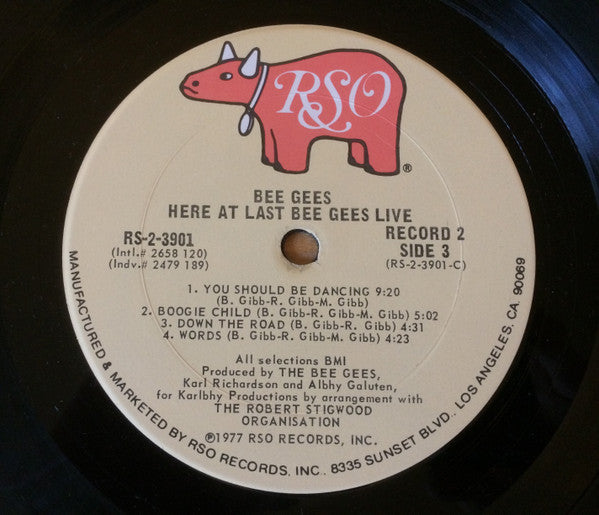 RSO
®
BEE GEES
HERE AT LAST BEE GEES LIVE
RS-2-3901
(Intl.# 2658 120)
(Indv.# 2479 189)
RECORD 2
SIDE 3
(RS-2-3901-C)
1. YOU SHOULD BE DANCING 9:20
(B. Gibb-R. Gibb-M. Gibb)
2. BOOGIE CHILD (B. Gibb-R. Gibb-M. Gibb) 5:02
3. DOWN THE ROAD (B. Gibb-R. Gibb) 4:31
4. WORDS (B. Gibb-R. Gibb-M. Gibb) 4:23
All selections BMI
Produced by THE BEE GEES,
Karl Richardson and Albhy Galuten,
for Karlbhy Productions by arrangement with
THE ROBERT STIGWOOD
ORGANISATION
℗1977 RSO RECORDS, INC.
MANUFACTURED & MARKETED BY RSO RECORDS, INC., 8335 SUNSET BLVD., LOS ANGELES, CA. 90069